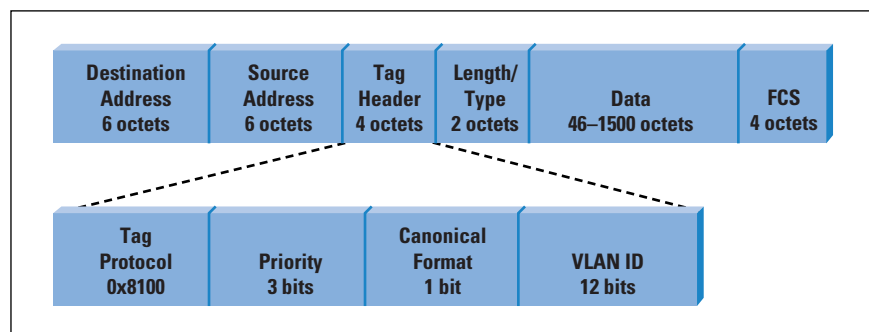 Destination
Address
6 octets
Source
Address
6 octets
Tag
Header
4 octets
Length/
Type
2 octets
Data
46–1500 octets
FCS
4 octets
Tag
Protocol
0x8100
Priority
3 bits
Canonical
Format
1 bit
VLAN ID
12 bits